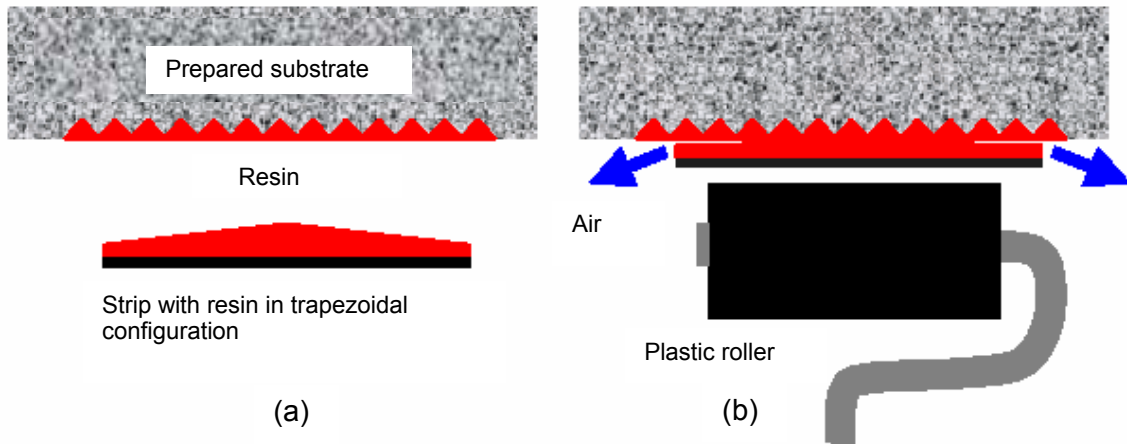 Prepared substrate
Resin
Strip with resin in trapezoidal
configuration
(a)
Air
Plastic roller
(b)